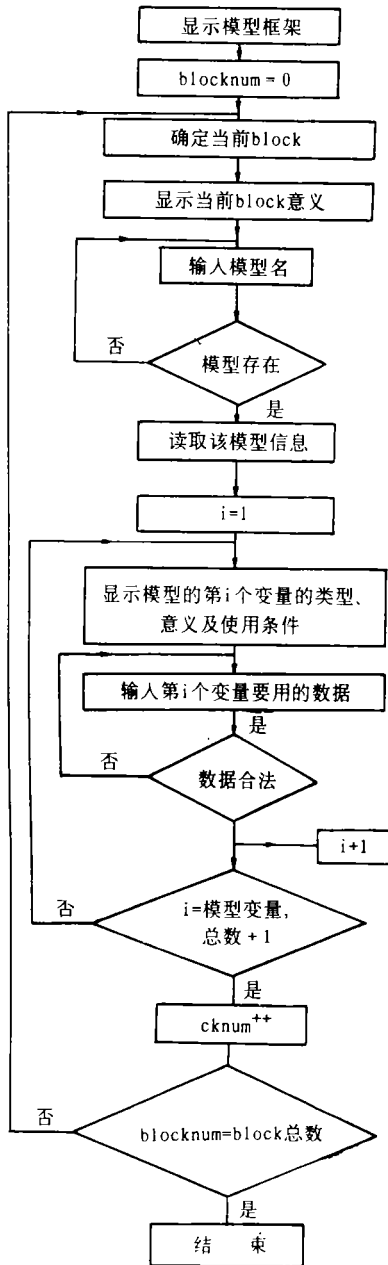 显示模型框架
blocknum = 0
确定当前block
显示当前block意义
输入模型名
否
模型存在
是
读取该模型信息
i=1
显示模型的第i个变量的类型、
意义及使用条件
输入第i个变量要用的数据
是
否
数据合法
i+1
否
i=模型变量,
总数+1
是
cknum++
否
blocknum=block总数
是
结 束